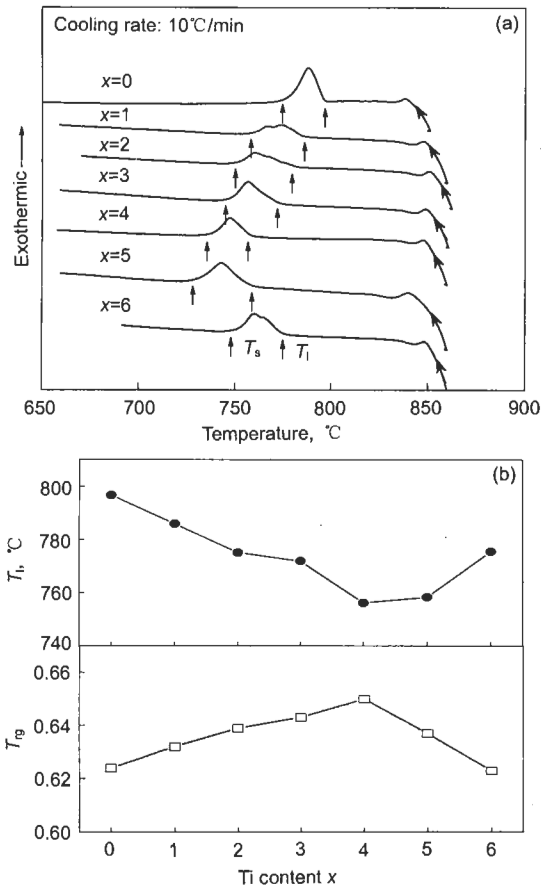 Cooling rate: 10℃/min
(a)
x=0
x=1
x=2
x=3
x=4
x=5
x=6
Exothermic
Ts
Tl
650 700 750 800 850 900
Temperature, ℃
(b)
800
780
760
740
Tl, ℃
0.66
0.64
0.62
0.60
Trg
0 1 2 3 4 5 6
Ti content x